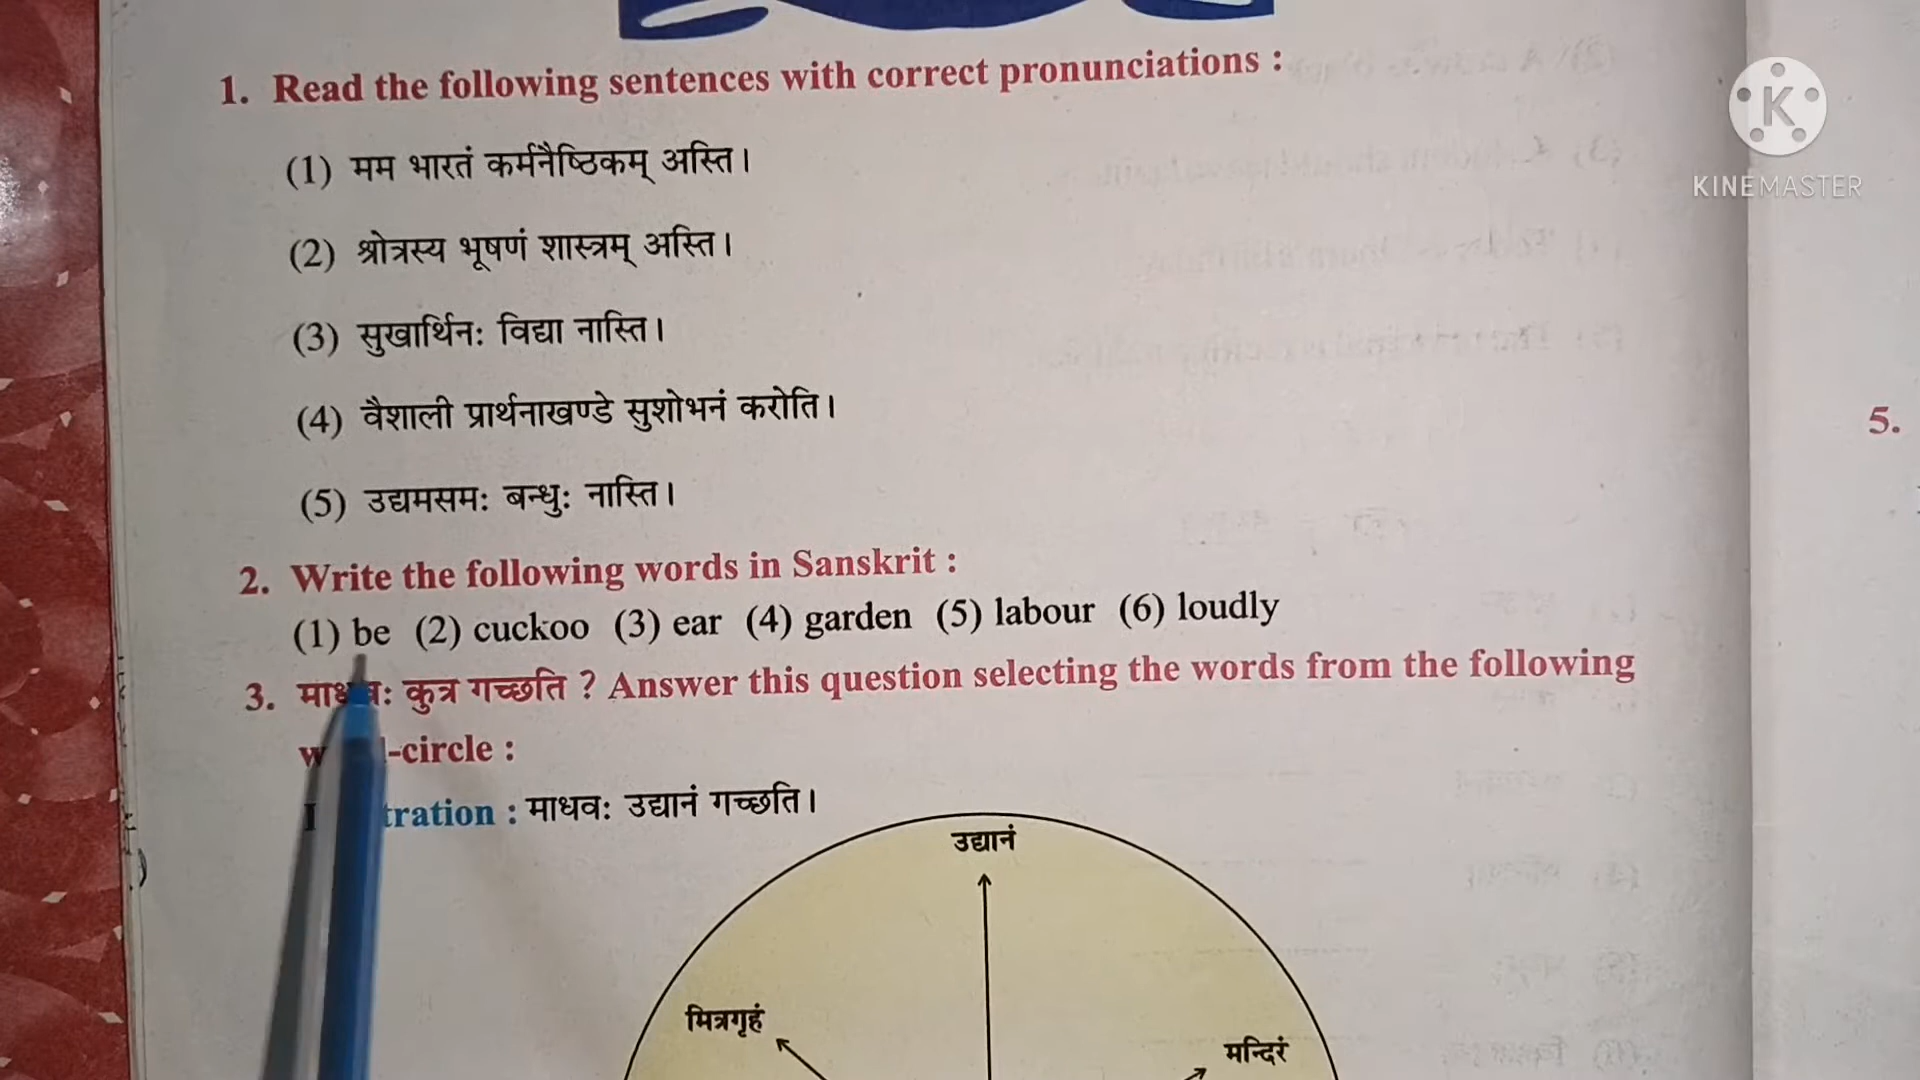 1. Read the following sentences with correct pronunciations :
K
(1) मम भारतं कर्मनैष्ठिकम् अस्ति।
KINEMASTER
(2) श्रोत्रस्य भूषणं शास्त्रम् अस्ति।
(3) सुखार्थिनः विद्या नास्ति।
(4) वैशाली प्रार्थनाखण्डे सुशोभनं करोति।
5.
(5) उद्यमसमः बन्धुः नास्ति।
2. Write the following words in Sanskrit :
(1) be (2) cuckoo (3) ear (4) garden (5) labour (6) loudly
3. कुत्र गच्छति ? Answer this question selecting the words from the following
-circle :
: माधवः उद्यानं गच्छति।
उद्यानं
मित्रगृहं
मन्दिरं